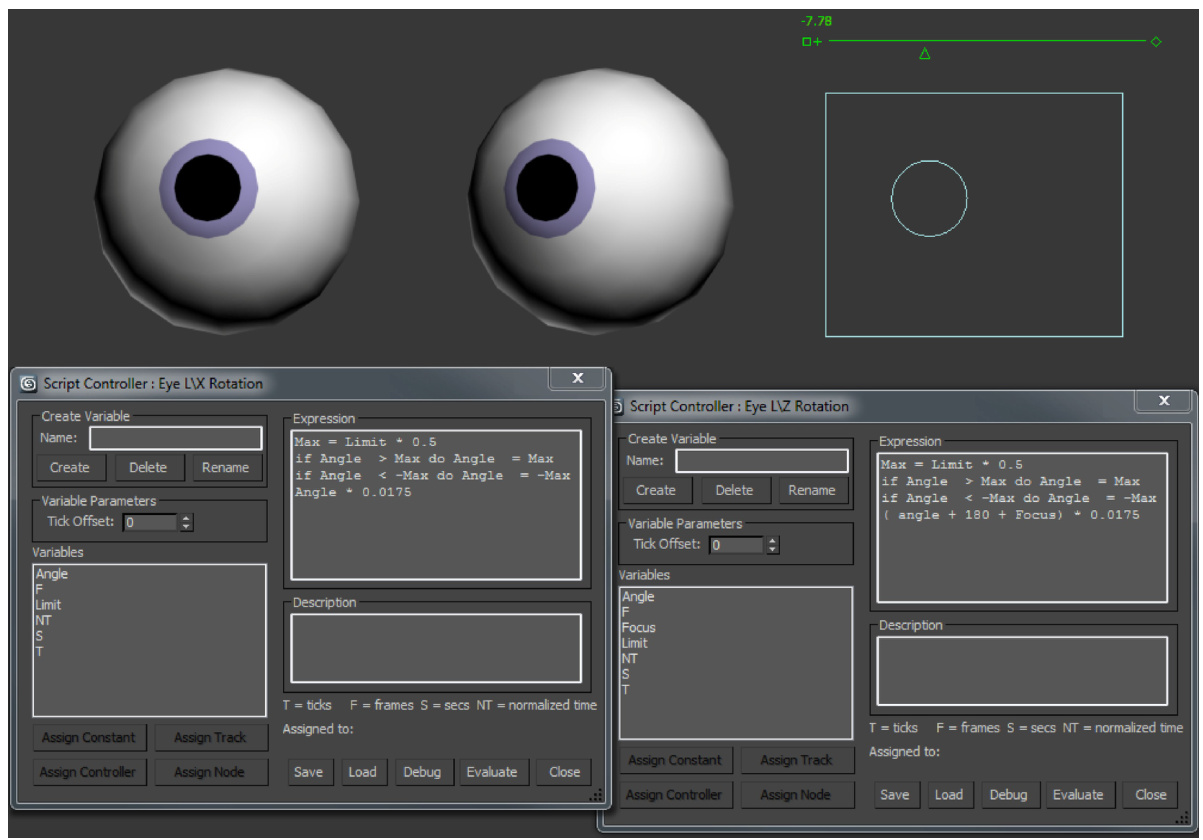 -7.78
Script Controller : Eye L\X Rotation
X
Create Variable
Name:
Create Delete Rename
Variable Parameters
Tick Offset: 0
Variables
Angle
F
Limit
NT
S
T
Assign Constant Assign Track
Assign Controller Assign Node
Expression
Max = Limit * 0.5
if Angle  > Max do Angle  = Max
if Angle  < -Max do Angle  = -Max
Angle * 0.0175
Description
T = ticks F = frames S = secs NT = normalized time
Assigned to:
Save Load Debug Evaluate Close
Script Controller : Eye L\Z Rotation
X
Create Variable
Name:
Create Delete Rename
Variable Parameters
Tick Offset: 0
Variables
Angle
F
Focus
Limit
NT
S
T
Assign Constant Assign Track
Assign Controller Assign Node
Expression
Max = Limit * 0.5
if Angle  > Max do Angle  = Max
if Angle  < -Max do Angle  = -Max
( angle + 180 + Focus) * 0.0175
Description
T = ticks F = frames S = secs NT = normalized time
Assigned to:
Save Load Debug Evaluate Close